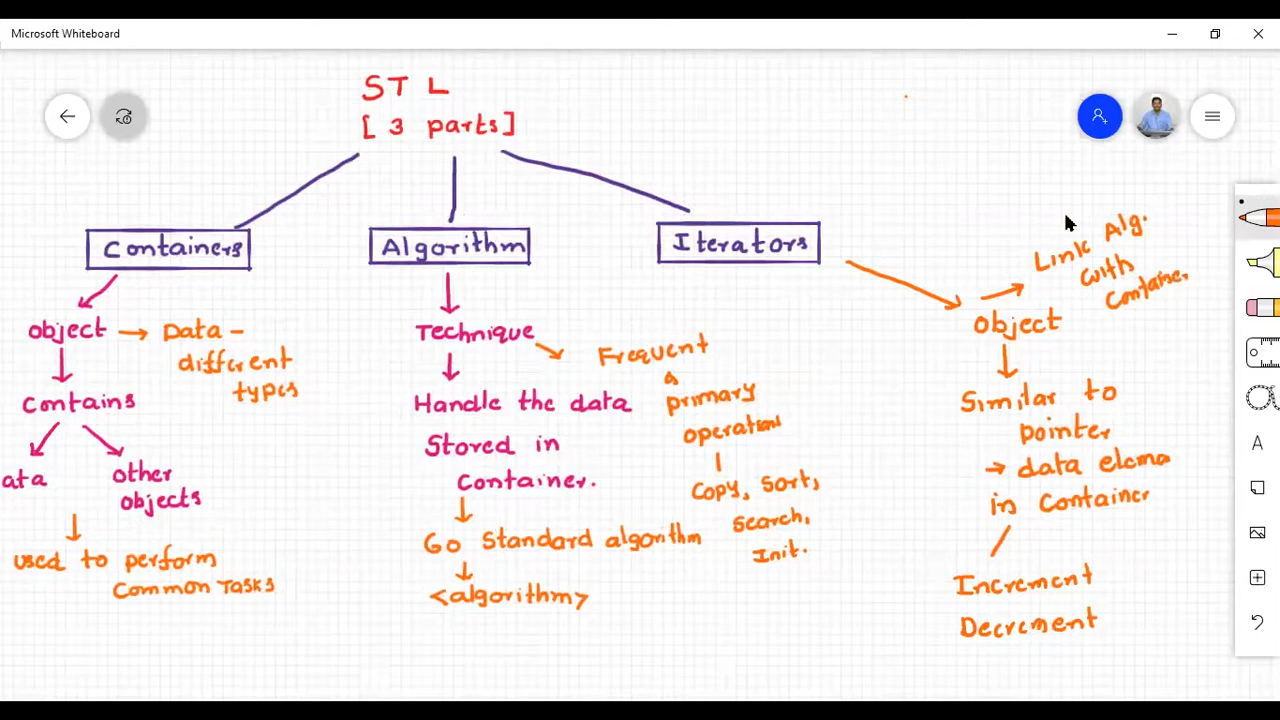 Microsoft Whiteboard
STL
[3 parts]
Containers
Algorithm
Iterators
object → Data -
different
types
Contains
ata
other
objects
used to perform
Common Tasks
Technique
Handle the data
Stored in
Container.
Go Standard algorithm
<algorithm>
Frequent
&
primary
operations
Copy, Sort,
Search,
Init.
Link Alg.
with
Container
Object
Similar to
pointer
→ data eleme
in Container
Increment
Decrement
A